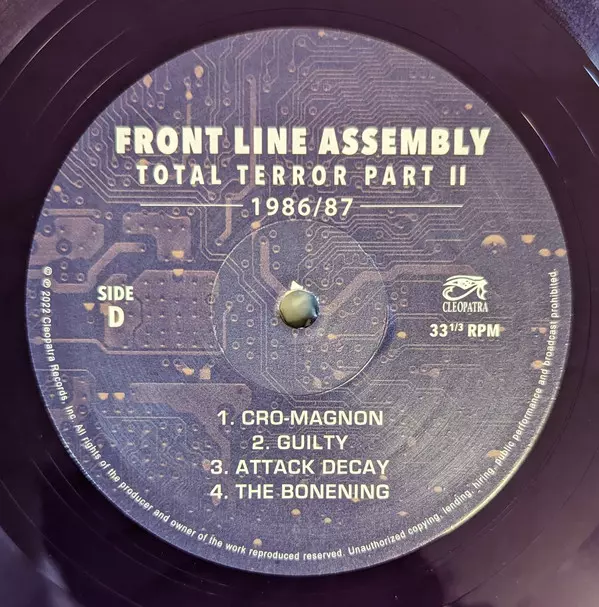 FRONT LINE ASSEMBLY
TOTAL TERROR PART II
1986/87
SIDE
D
CLEOPATRA
33 1/3 RPM
1. CRO-MAGNON
2. GUILTY
3. ATTACK DECAY
4. THE BONENING
℗ © 2022 Cleopatra Records, Inc. All rights of the producer and owner of the work reproduced reserved. Unauthorized copying, lending, hiring, public performance and broadcast prohibited.